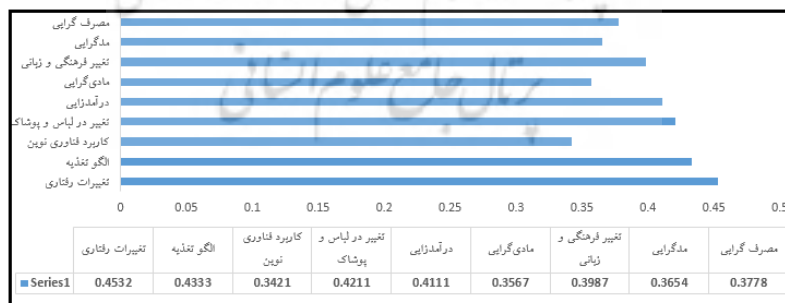 پرتال جامع علوم انسانی
مصرف گرایی
مدگرایی
تغییر فرهنگی و زبانی
مادی‌گرایی
درآمدزایی
تغییر در لباس و پوشاک
کاربرد فناوری نوین
الگو تغذیه
تغییرات رفتاری
0 0.05 0.1 0.15 0.2 0.25 0.3 0.35 0.4 0.45 0.5
تغییرات رفتاری
الگو تغذیه
کاربرد فناوری
نوین
تغییر در لباس و
پوشاک
درآمدزایی
مادی‌گرایی
تغییر فرهنگی و
زبانی
مدگرایی
مصرف گرایی
Series1 0.4532 0.4333 0.3421 0.4211 0.4111 0.3567 0.3987 0.3654 0.3778